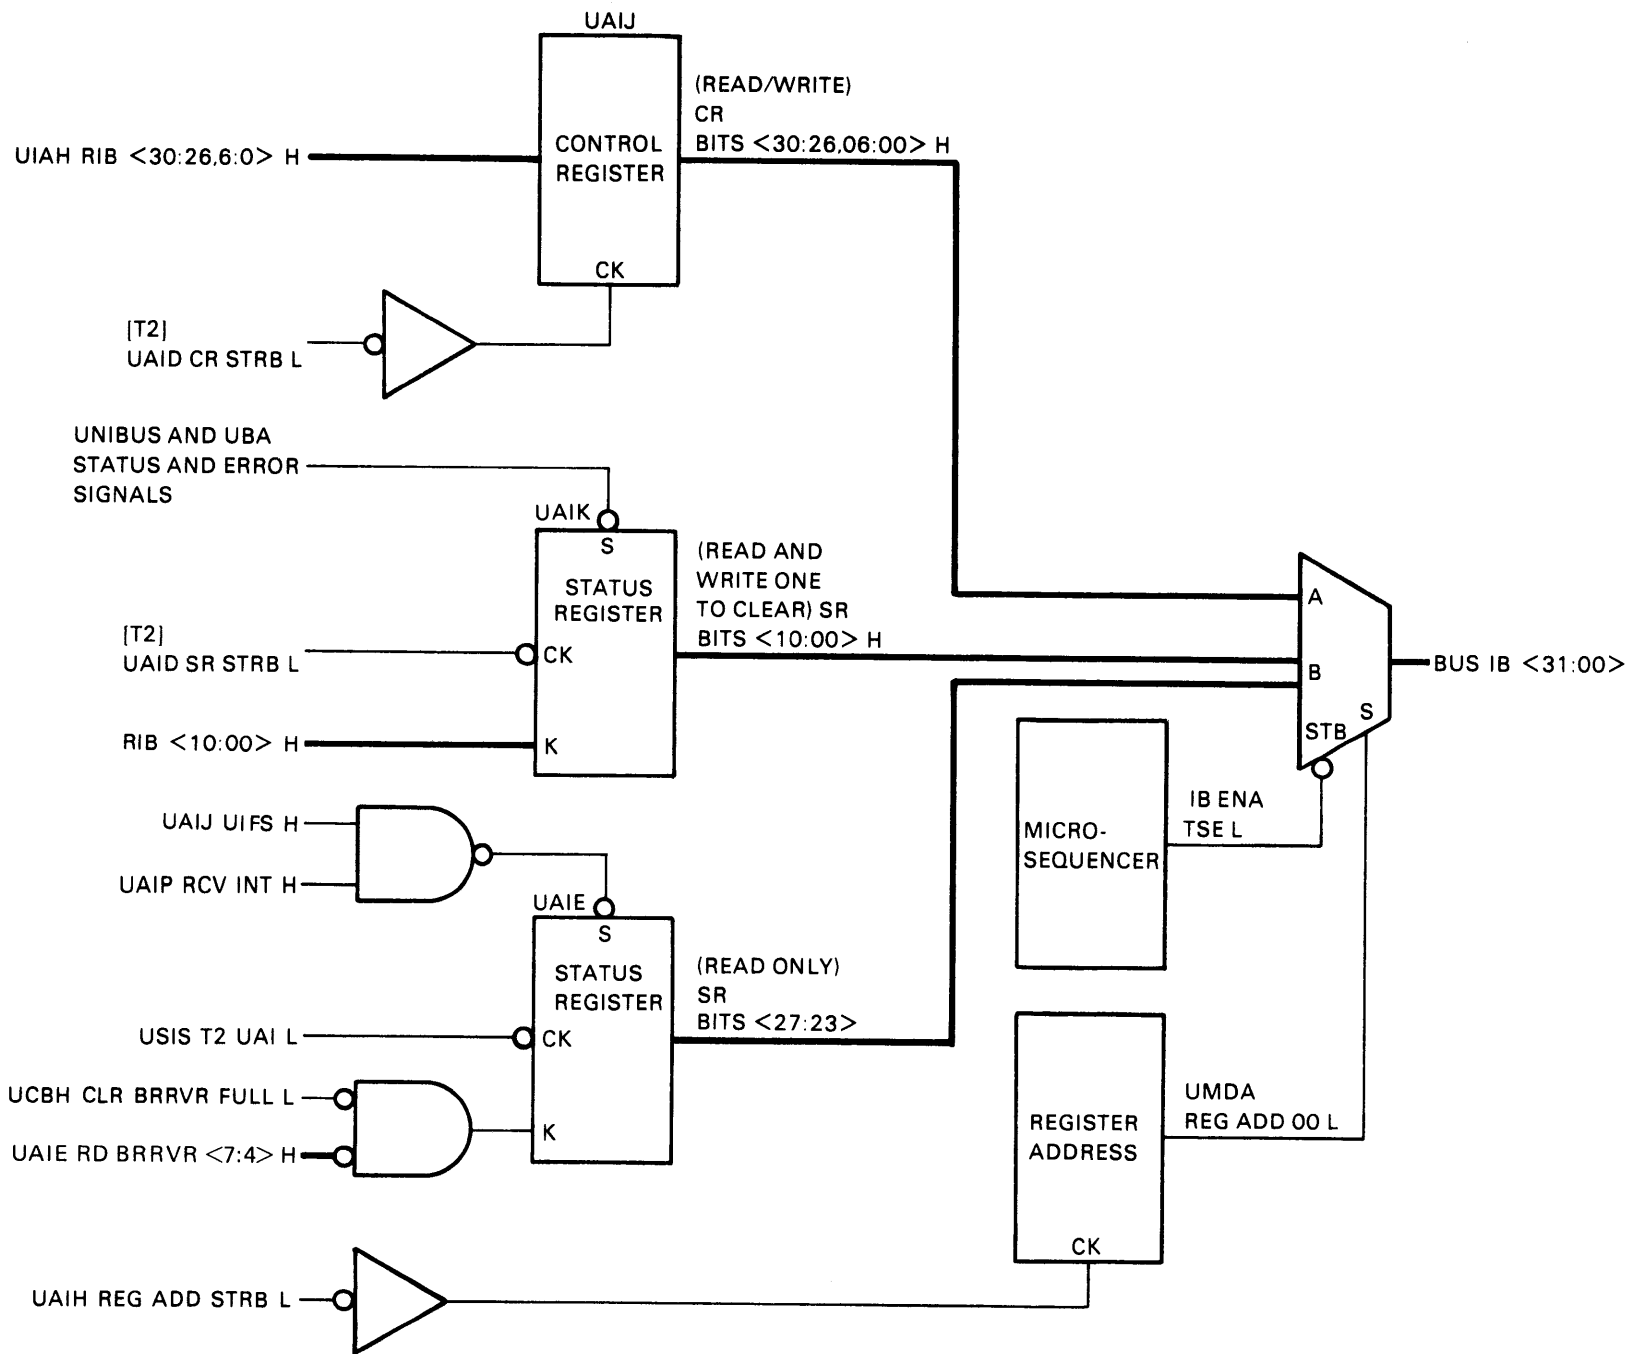 UAIJ
(READ/WRITE)
CR
BITS <30:26,06:00> H
UIAH RIB <30:26,6:0> H
CONTROL
REGISTER
CK
[T2]
UAID CR STRB L
UNIBUS AND UBA
STATUS AND ERROR
SIGNALS
UAIK
S
STATUS
REGISTER
(READ AND
WRITE ONE
TO CLEAR) SR
BITS <10:00> H
[T2]
UAID SR STRB L
CK
RIB <10:00> H
K
A
B
STB
S
BUS IB <31:00>
UAIJ UIFS H
UAIP RCV INT H
UAIE
S
STATUS
REGISTER
(READ ONLY)
SR
BITS <27:23>
USIS T2 UAI L
CK
UCBH CLR BRRVR FULL L
UAIE RD BRRVR <7:4> H
K
MICRO-
SEQUENCER
IB ENA
TSE L
REGISTER
ADDRESS
CK
UMDA
REG ADD 00 L
UAIH REG ADD STRB L